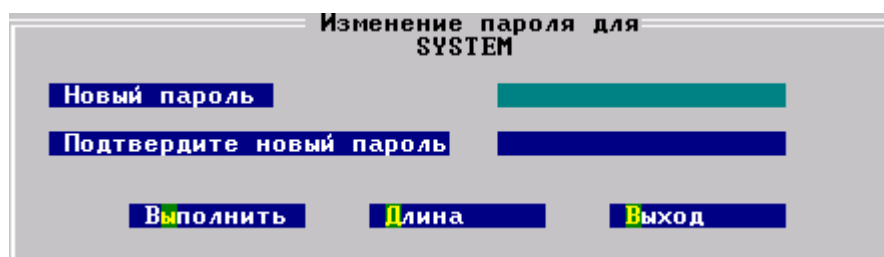 Изменение пароля для
SYSTEM
Новый пароль
Подтвердите новый пароль
Выполнить Длина Выход